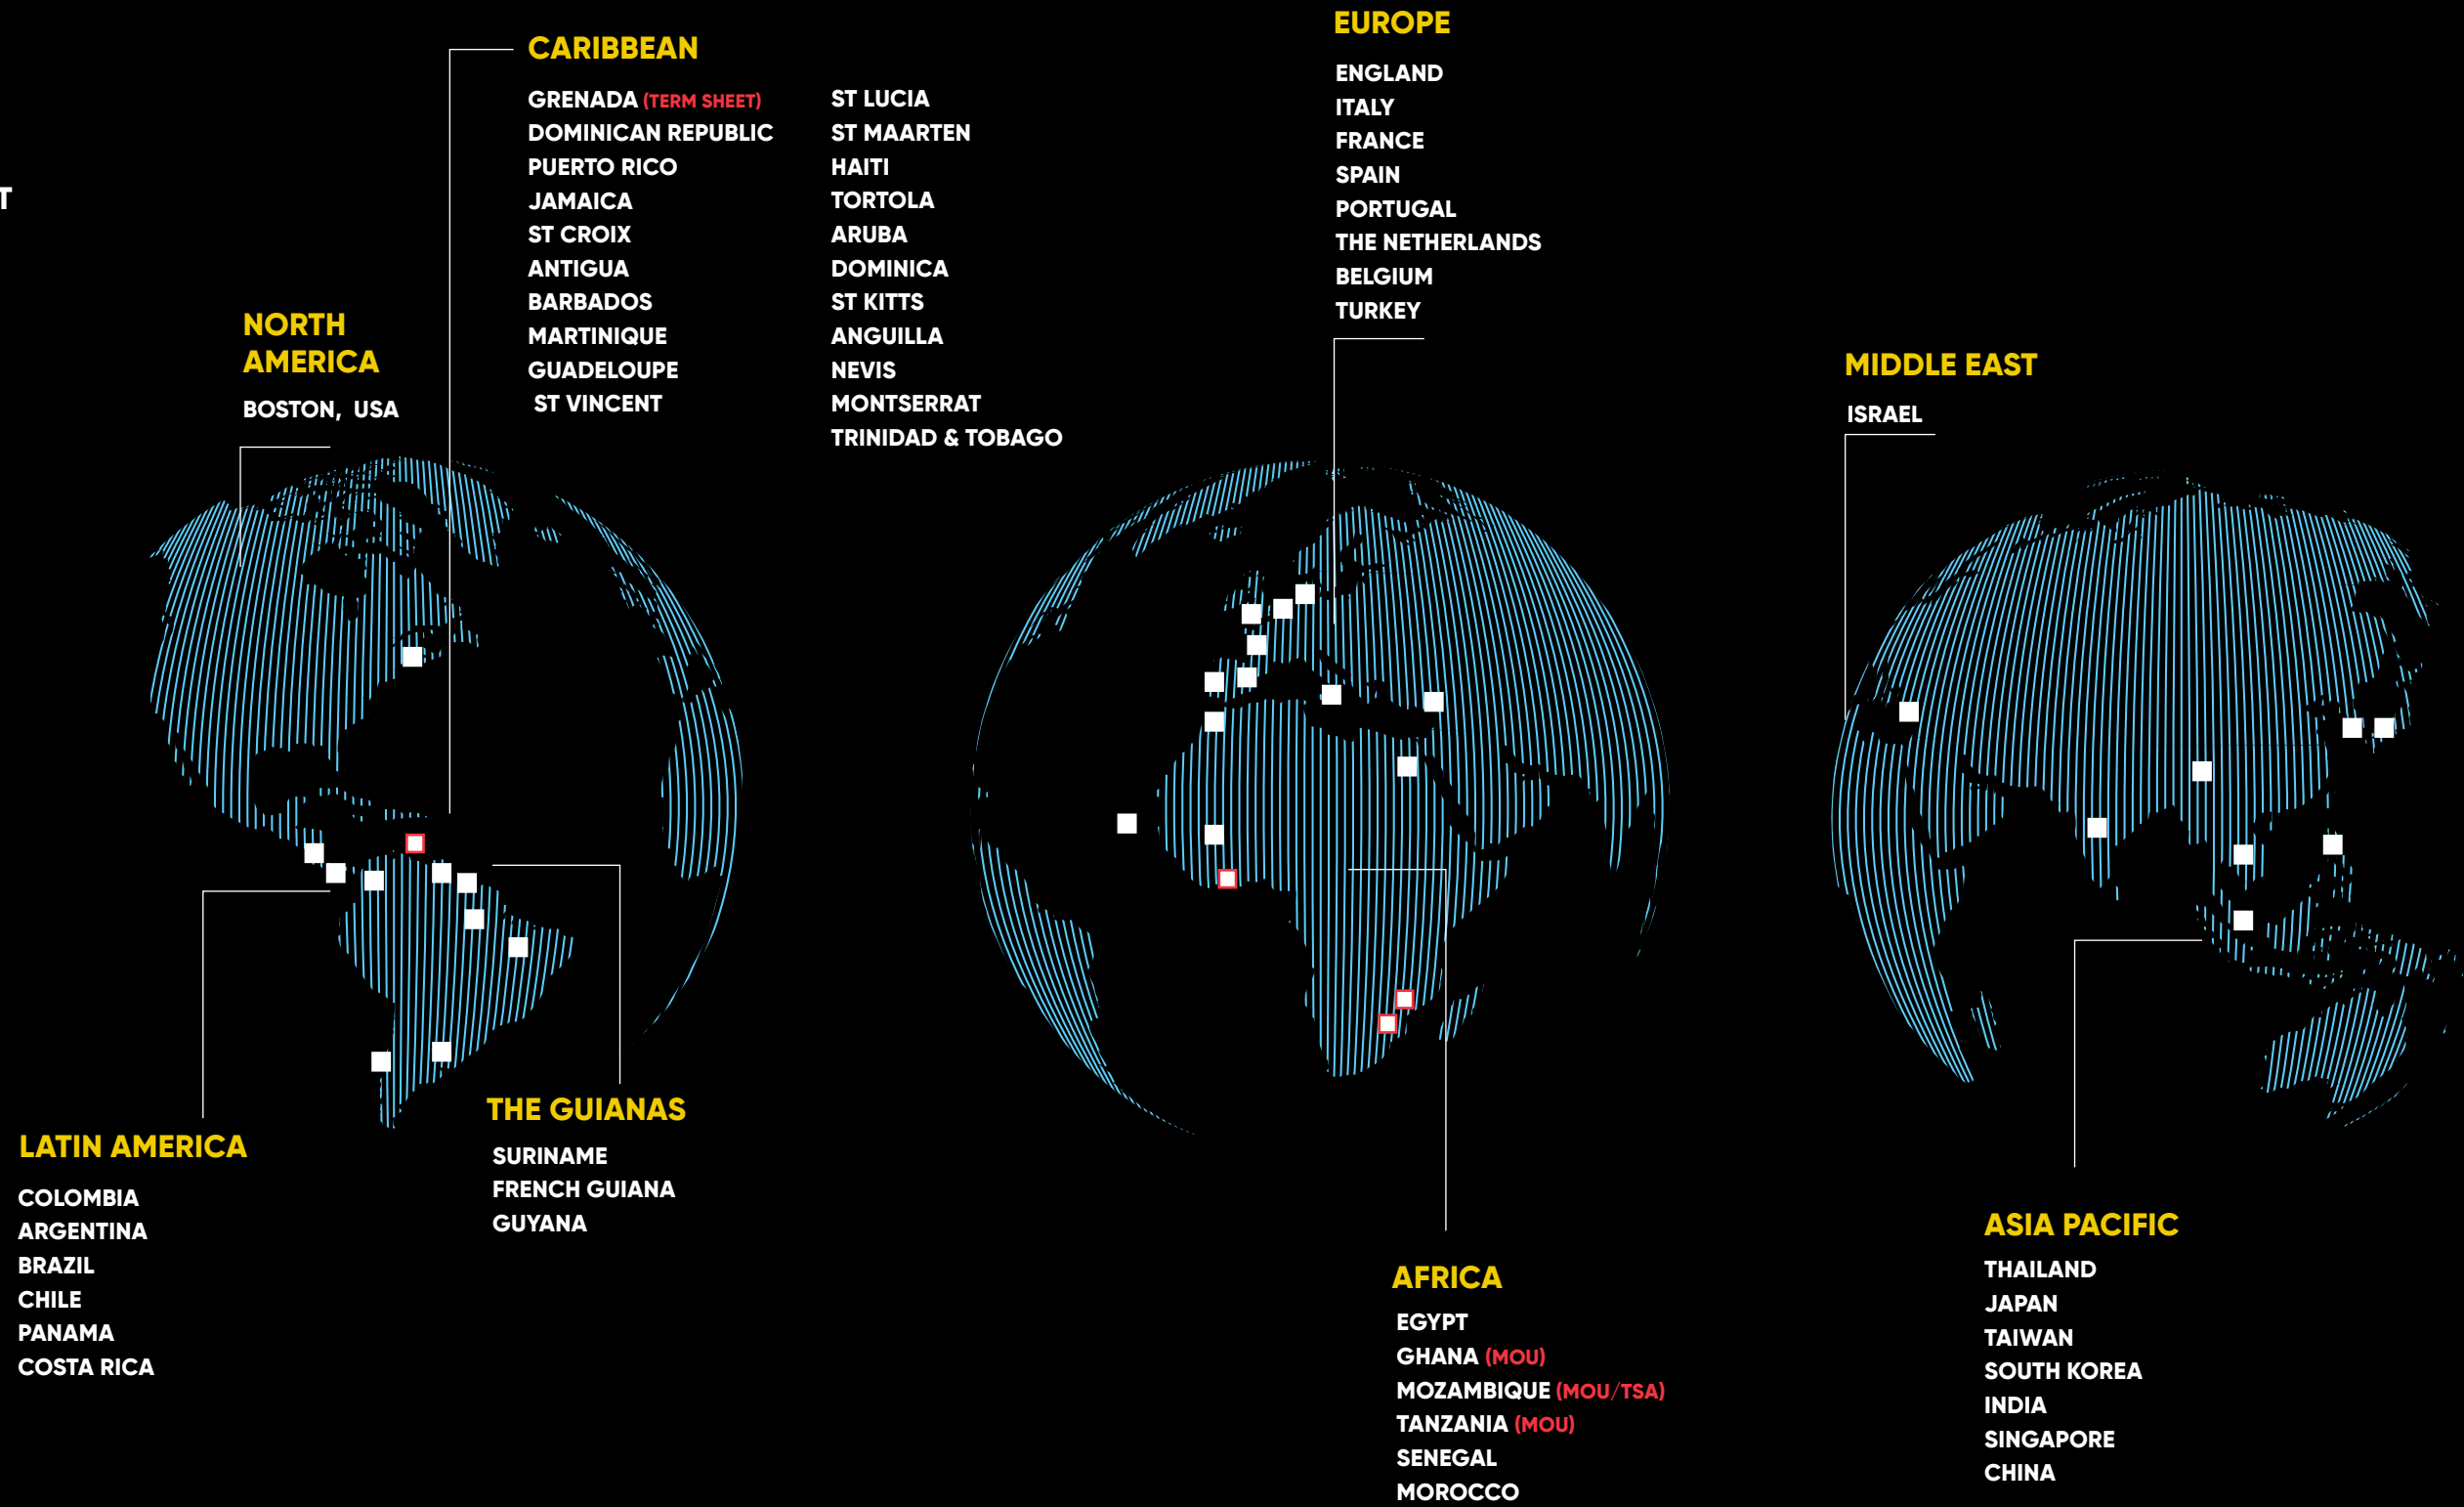 T
CARIBBEAN
GRENADA (TERM SHEET)
DOMINICAN REPUBLIC
PUERTO RICO
JAMAICA
ST CROIX
ANTIGUA
BARBADOS
MARTINIQUE
GUADELOUPE
ST VINCENT
ST LUCIA
ST MAARTEN
HAITI
TORTOLA
ARUBA
DOMINICA
ST KITTS
ANGUILLA
NEVIS
MONTSERRAT
TRINIDAD & TOBAGO
EUROPE
ENGLAND
ITALY
FRANCE
SPAIN
PORTUGAL
THE NETHERLANDS
BELGIUM
TURKEY
NORTH
AMERICA
BOSTON, USA
MIDDLE EAST
ISRAEL
LATIN AMERICA
COLOMBIA
ARGENTINA
BRAZIL
CHILE
PANAMA
COSTA RICA
THE GUIANAS
SURINAME
FRENCH GUIANA
GUYANA
AFRICA
EGYPT
GHANA (MOU)
MOZAMBIQUE (MOU/TSA)
TANZANIA (MOU)
SENEGAL
MOROCCO
ASIA PACIFIC
THAILAND
JAPAN
TAIWAN
SOUTH KOREA
INDIA
SINGAPORE
CHINA